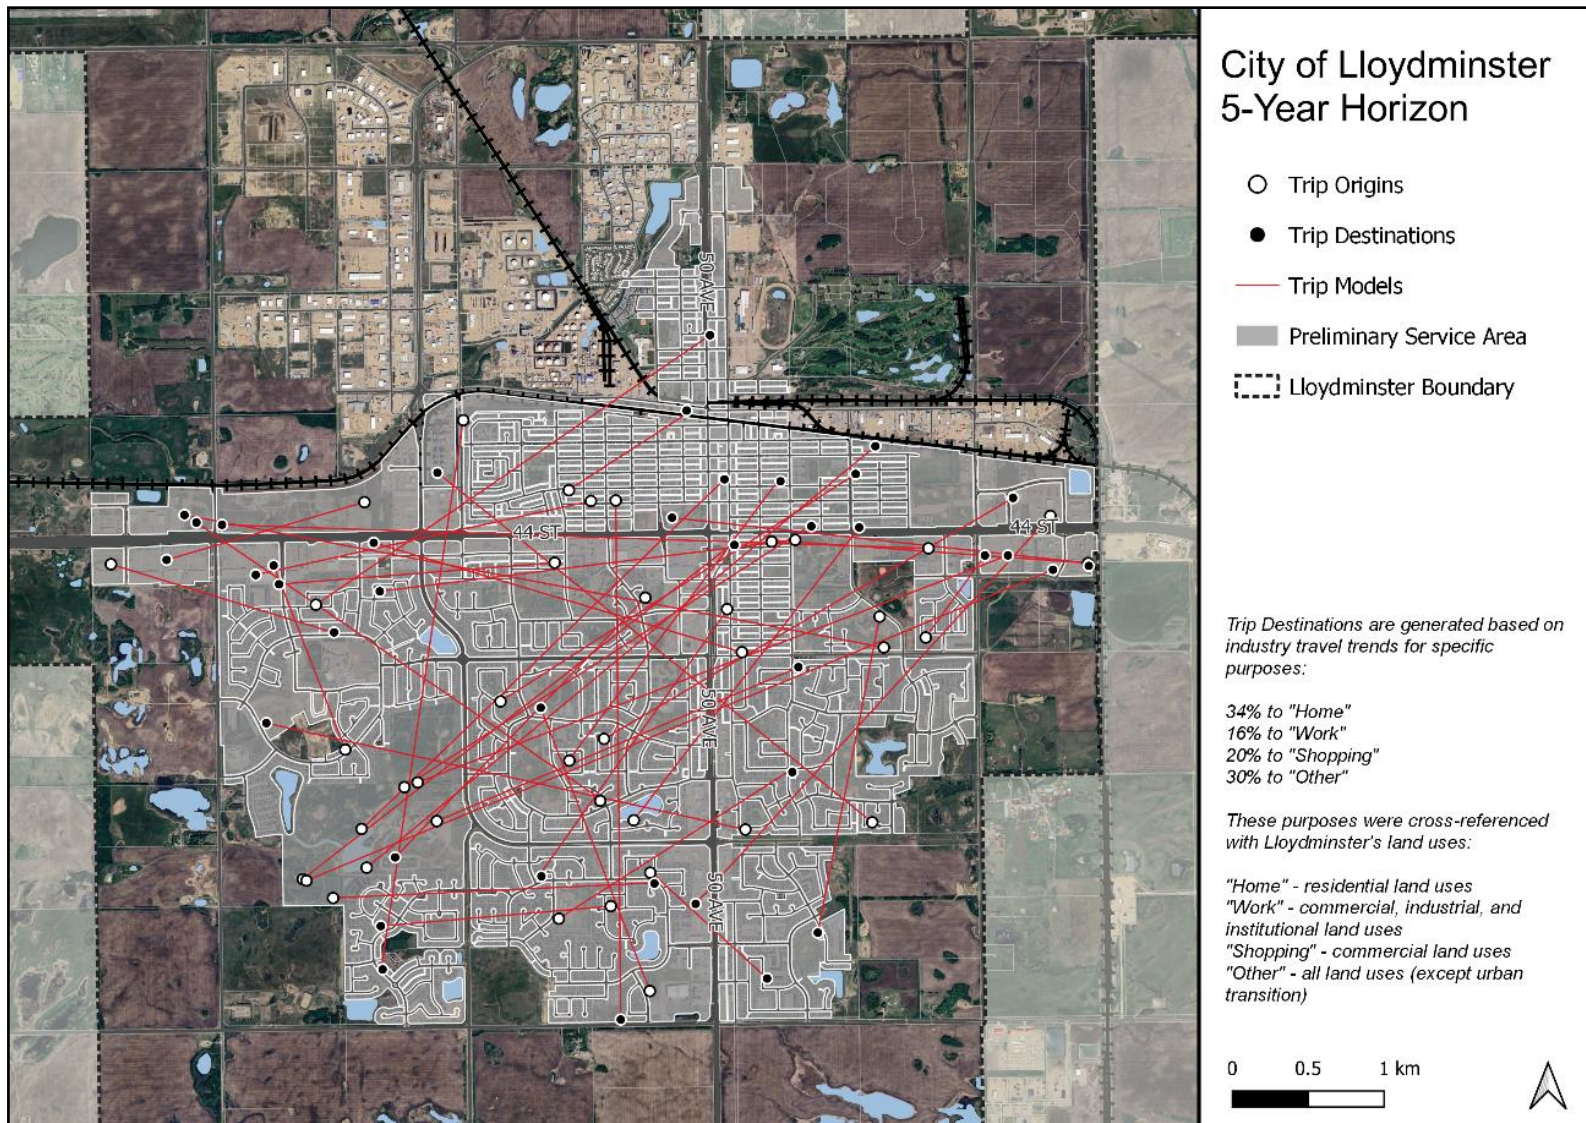 City of Lloydminster
5-Year Horizon
Trip Origins
Trip Destinations
Trip Models
Preliminary Service Area
Lloydminster Boundary
50 AVE
44 ST
44 ST
50 AVE
50 AVE
Trip Destinations are generated based on
industry travel trends for specific
purposes:
34% to "Home"
16% to "Work"
20% to "Shopping"
30% to "Other"
These purposes were cross-referenced
with Lloydminster's land uses:
"Home" - residential land uses
"Work" - commercial, industrial, and
institutional land uses
"Shopping" - commercial land uses
"Other" - all land uses (except urban
transition)
0 0.5 1 km